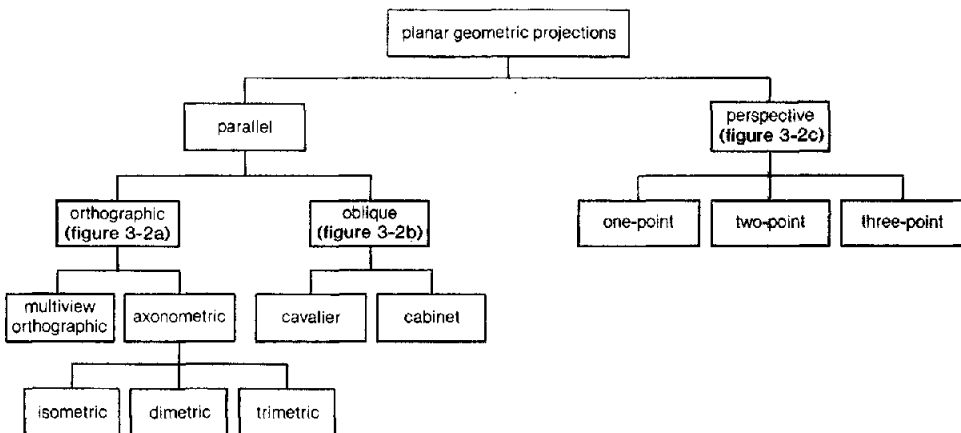 planar geometric projections
parallel
perspective
(figure 3-2c)
orthographic
(figure 3-2a)
oblique
(figure 3-2b)
one-point
two-point
three-point
multiview
orthographic
axonometric
cavalier
cabinet
isometric
dimetric
trimetric